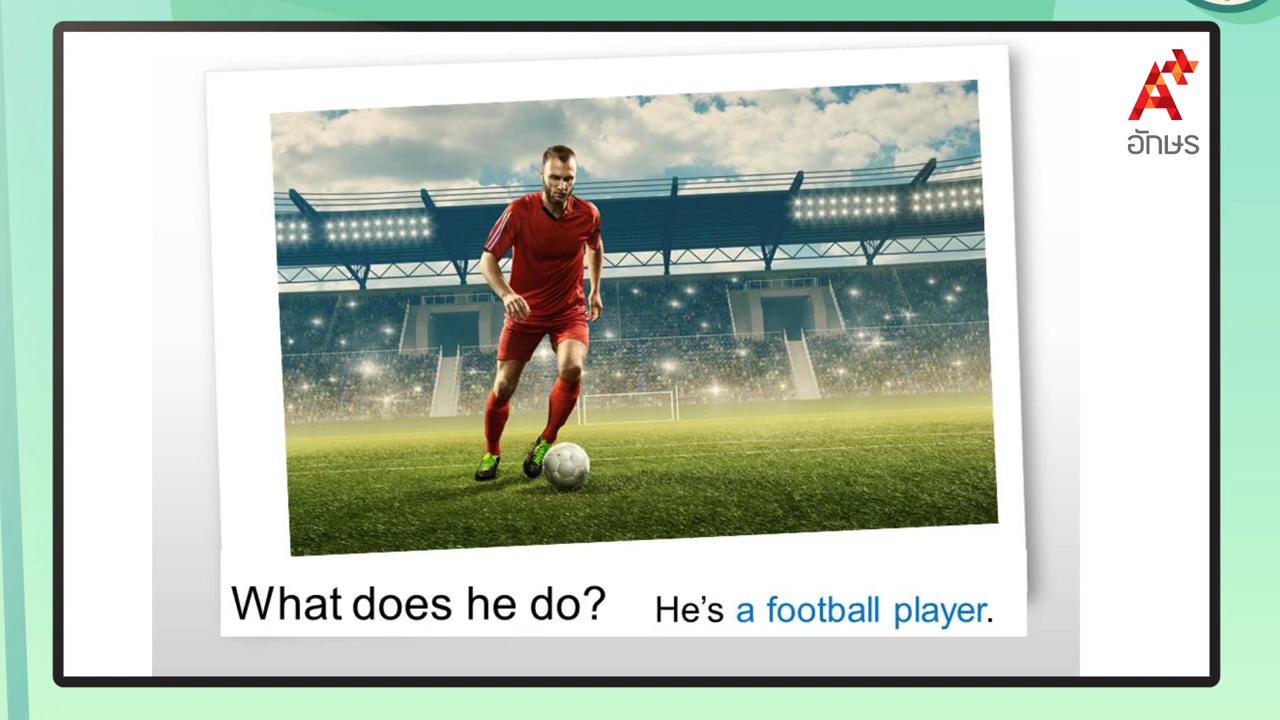 อักษร
What does he do? He's a football player.